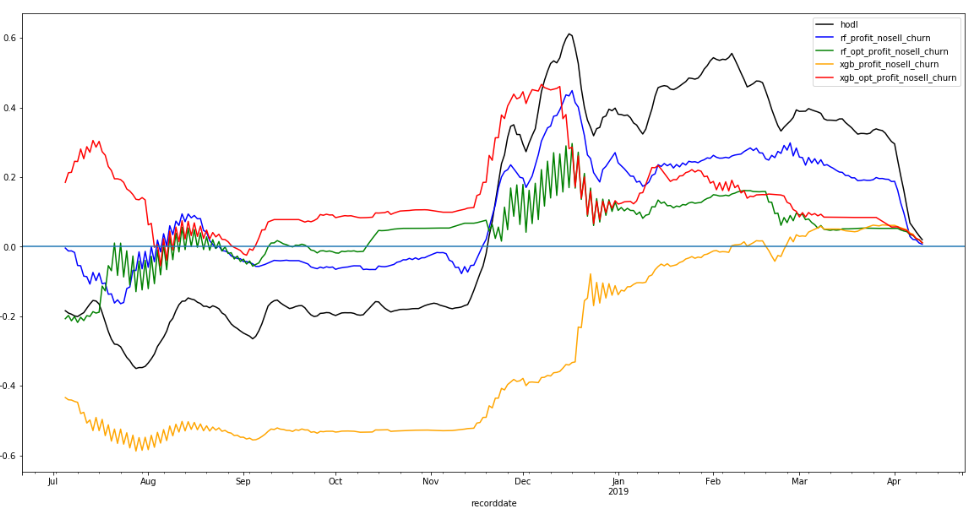 hodl
rf_profit_nosell_churn
rf_opt_profit_nosell_churn
xgb_profit_nosell_churn
xgb_opt_profit_nosell_churn
0.6
0.4
0.2
0.0
-0.2
-0.4
-0.6
Jul Aug Sep Oct Nov Dec Jan Feb Mar Apr
2019
recorddate